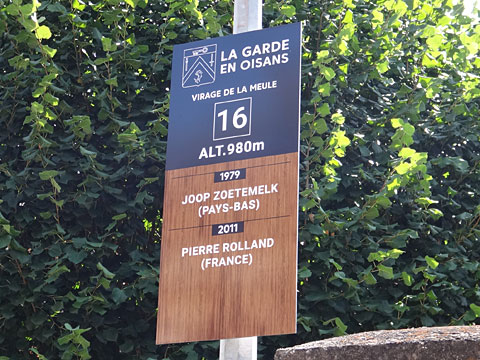 LA GARDE
EN OISANS
VIRAGE DE LA MEULE
16
ALT.980m
1979
JOOP ZOETEMELK
(PAYS-BAS)
2011
PIERRE ROLLAND
(FRANCE)